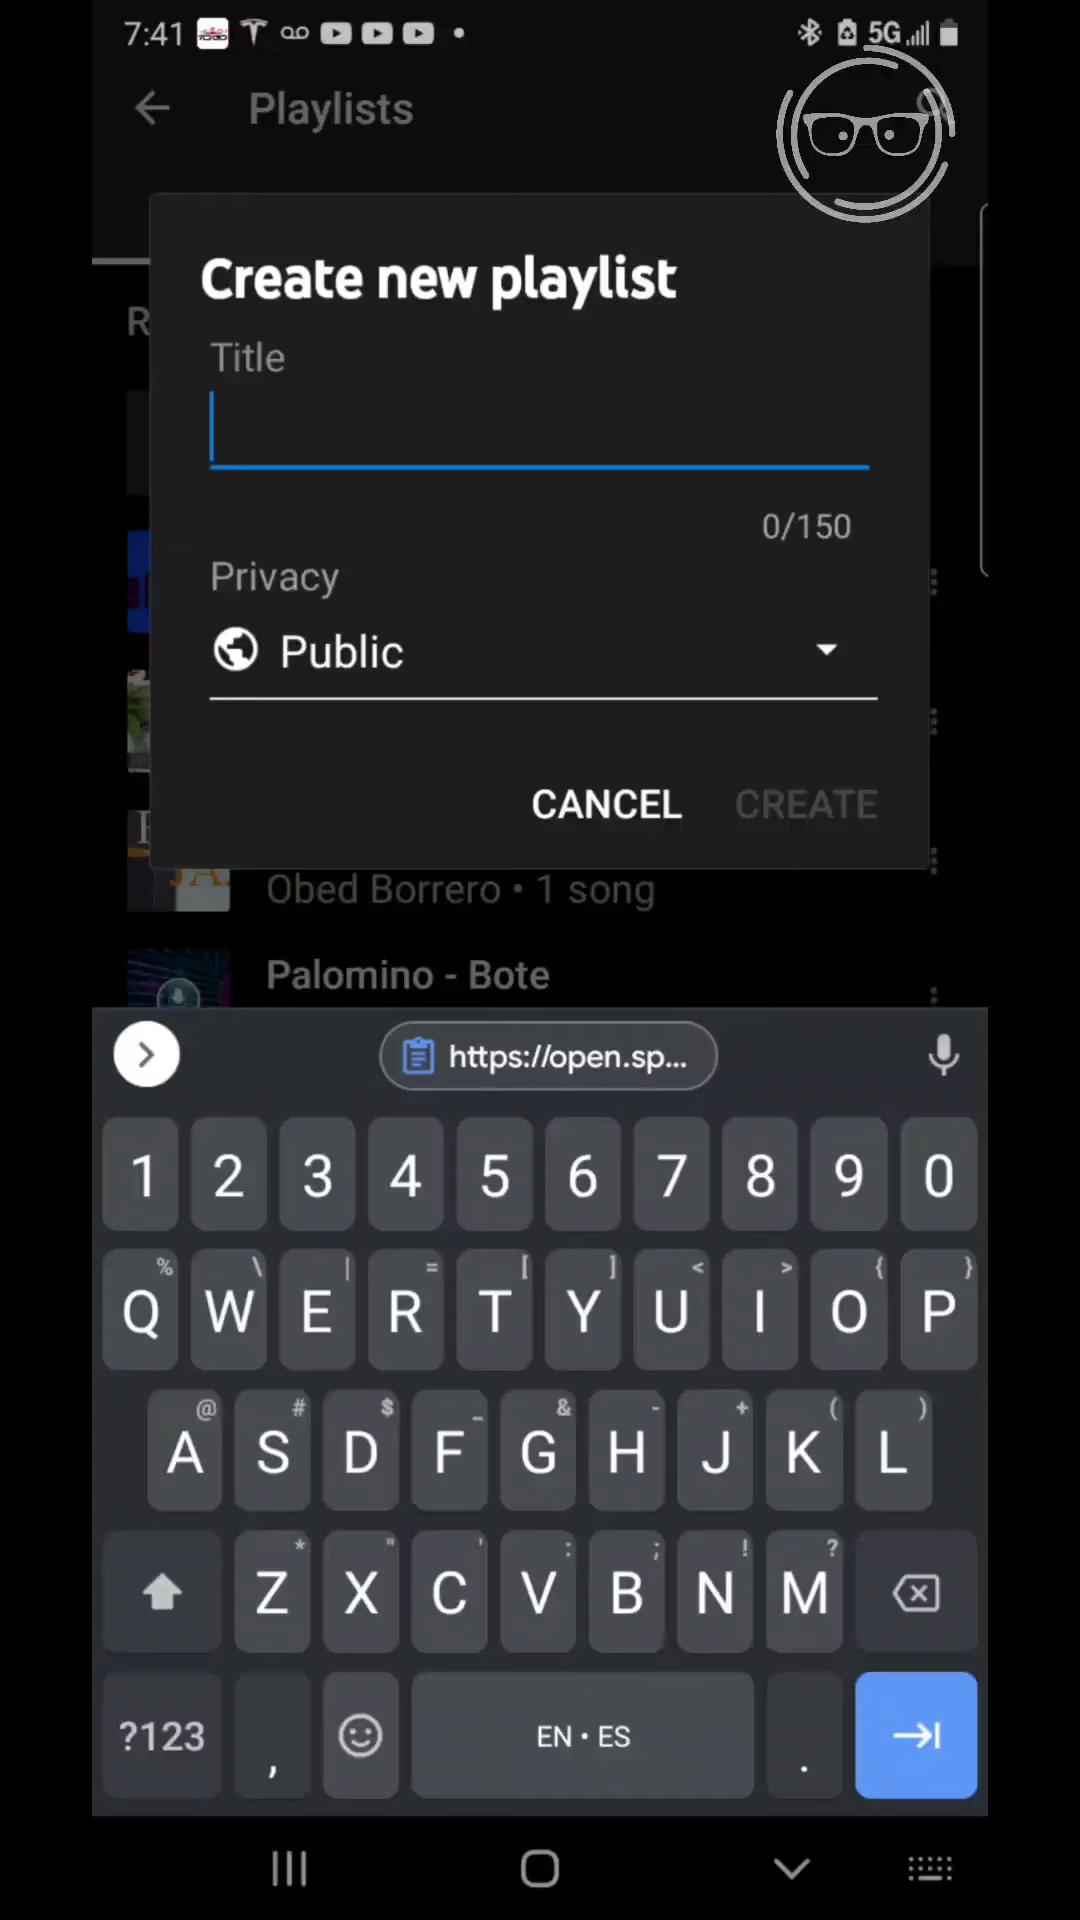 7:41 5G
Playlists
Create new playlist
R
Title
0/150
Privacy
Public
CANCEL CREATE
Obed Borrero • 1 song
Palomino - Bote
https://open.sp...
1 2 3 4 5 6 7 8 9 0
% \ | = [ ] < > { }
Q W E R T Y U I O P
@ # $ _ & - + ( )
A S D F G H J K L
* " ' : ; ! ?
Z X C V B N M
?123 , EN • ES .